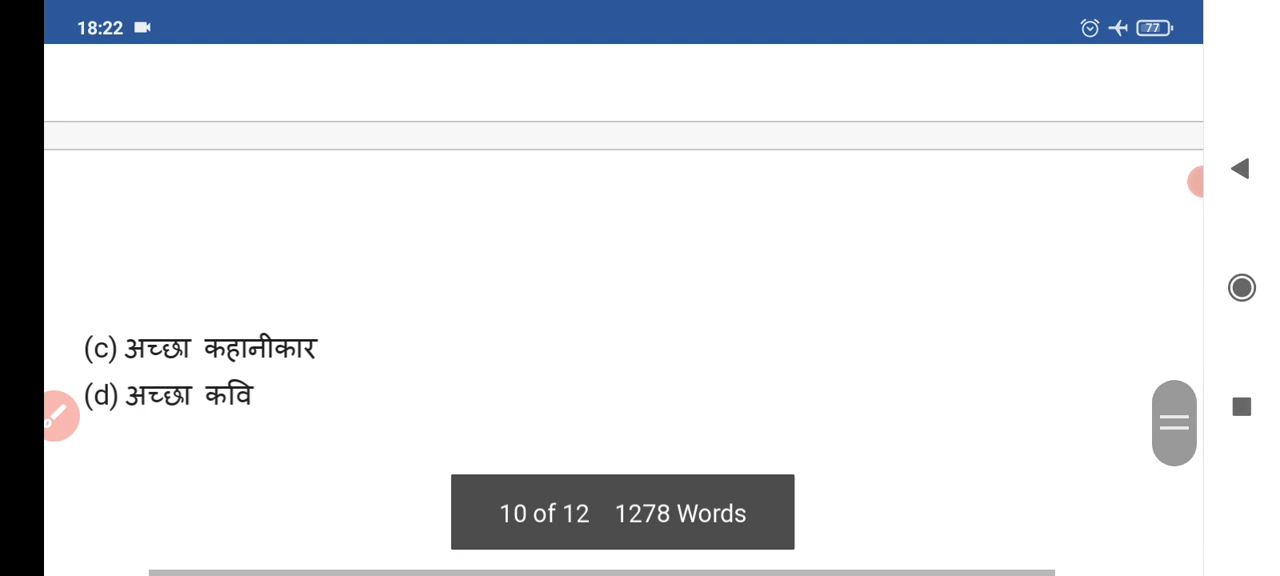 18:22
77
(c) अच्छा कहानीकार
(d) अच्छा कवि
10 of 12 1278 Words